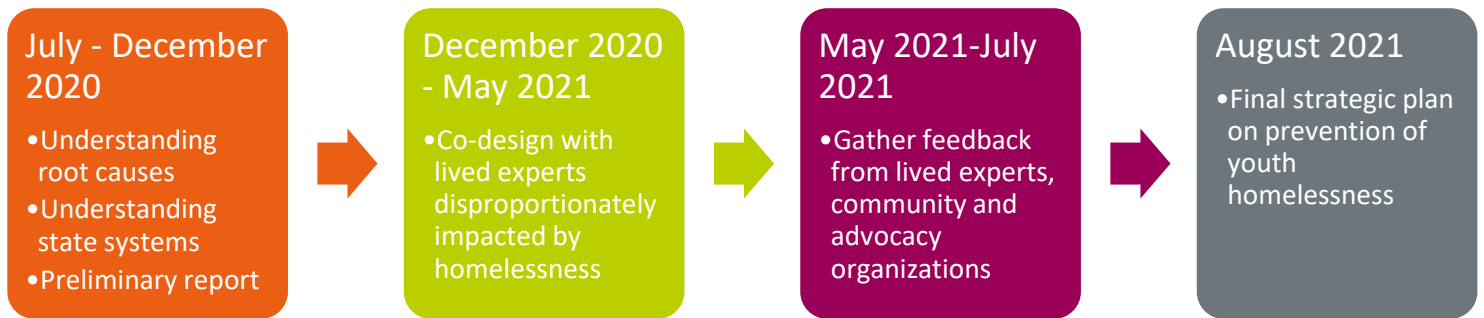 July - December
2020
•Understanding
root causes
•Understanding
state systems
•Preliminary report
December 2020
- May 2021
•Co-design with
lived experts
disproportionately
impacted by
homelessness
May 2021-July
2021
•Gather feedback
from lived experts,
community and
advocacy
organizations
August 2021
•Final strategic plan
on prevention of
youth
homelessness